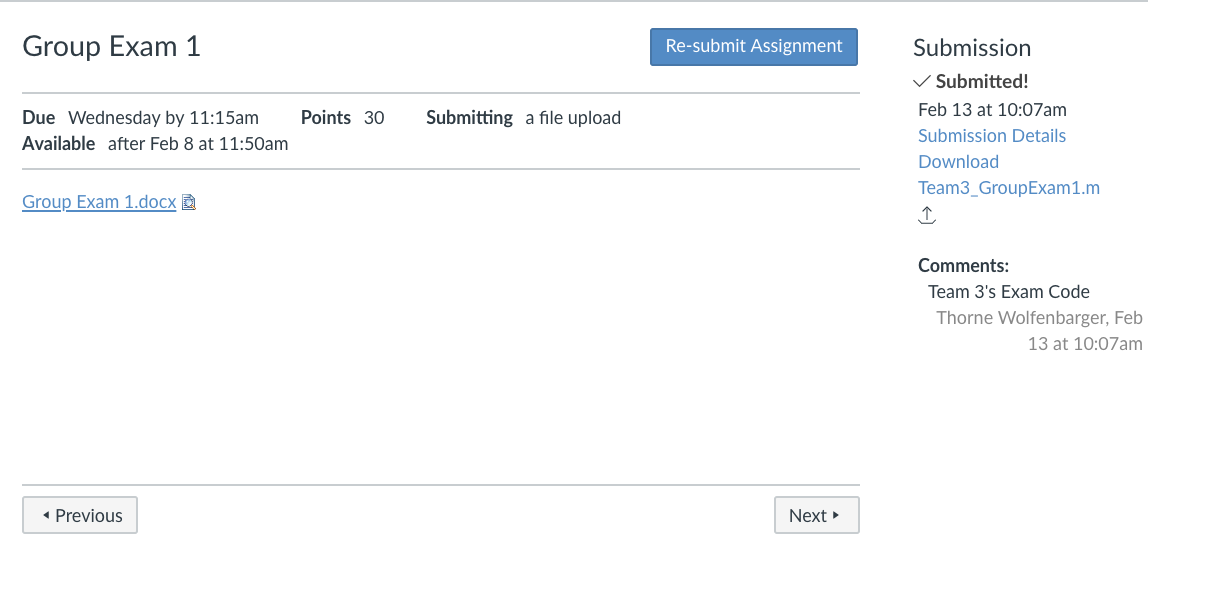 Group Exam 1
Re-submit Assignment
Due Wednesday by 11:15am Points 30 Submitting a file upload
Available after Feb 8 at 11:50am
Group Exam 1.docx
Previous
Next
Submission
Submitted!
Feb 13 at 10:07am
Submission Details
Download
Team3_GroupExam1.m
Comments:
Team 3's Exam Code
Thorne Wolfenbarger, Feb
13 at 10:07am